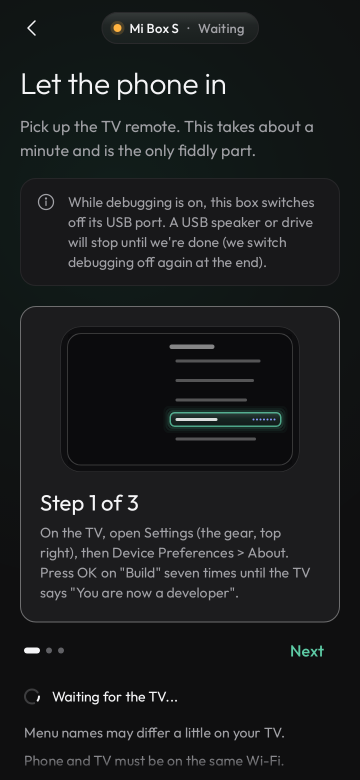 Mi Box S · Waiting
Let the phone in
Pick up the TV remote. This takes about a
minute and is the only fiddly part.
While debugging is on, this box switches
off its USB port. A USB speaker or drive
will stop until we're done (we switch
debugging off again at the end).
Step 1 of 3
On the TV, open Settings (the gear, top
right), then Device Preferences > About.
Press OK on "Build" seven times until the TV
says "You are now a developer".
Next
Waiting for the TV...
Menu names may differ a little on your TV.
Phone and TV must be on the same Wi-Fi.